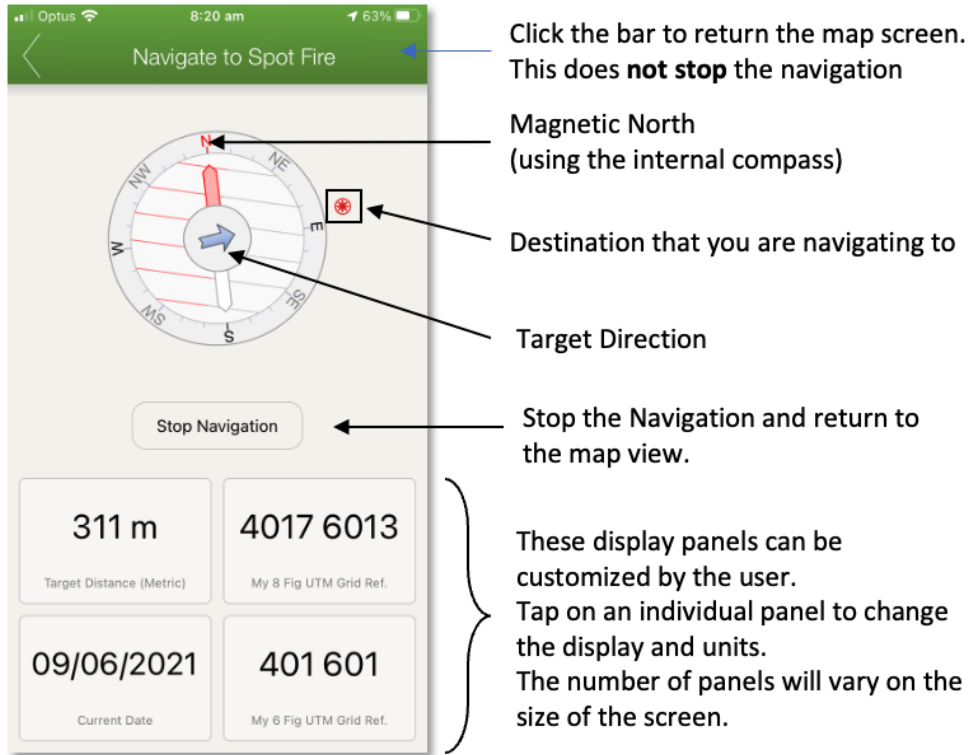 Optus 8:20 am 63%
Navigate to Spot Fire
Click the bar to return the map screen.
This does not stop the navigation
Magnetic North
(using the internal compass)
Destination that you are navigating to
Target Direction
N
NE
E
SE
S
SW
W
NW
Stop Navigation
Stop the Navigation and return to
the map view.
311 m
Target Distance (Metric)
4017 6013
My 8 Fig UTM Grid Ref.
09/06/2021
Current Date
401 601
My 6 Fig UTM Grid Ref.
These display panels can be
customized by the user.
Tap on an individual panel to change
the display and units.
The number of panels will vary on the
size of the screen.